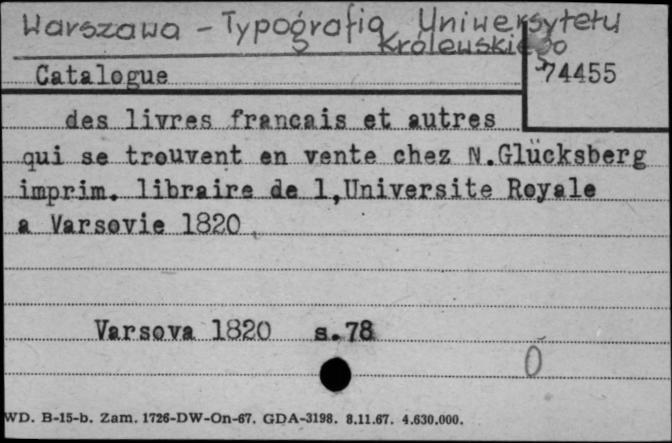 Warszawa - Typografia Uniwersytetu
Królewskiego
Catalogue
74455
des livres francais et autres
qui se trouvent en vente chez N.Glücksberg
imprim. libraire de l,Universite Royale
a Varsovie 1820
Varsova 1820 s.78
0
WD. B-15-b. Zam. 1726-DW-On-67. GDA-3198. 8.11.67. 4.630.000.